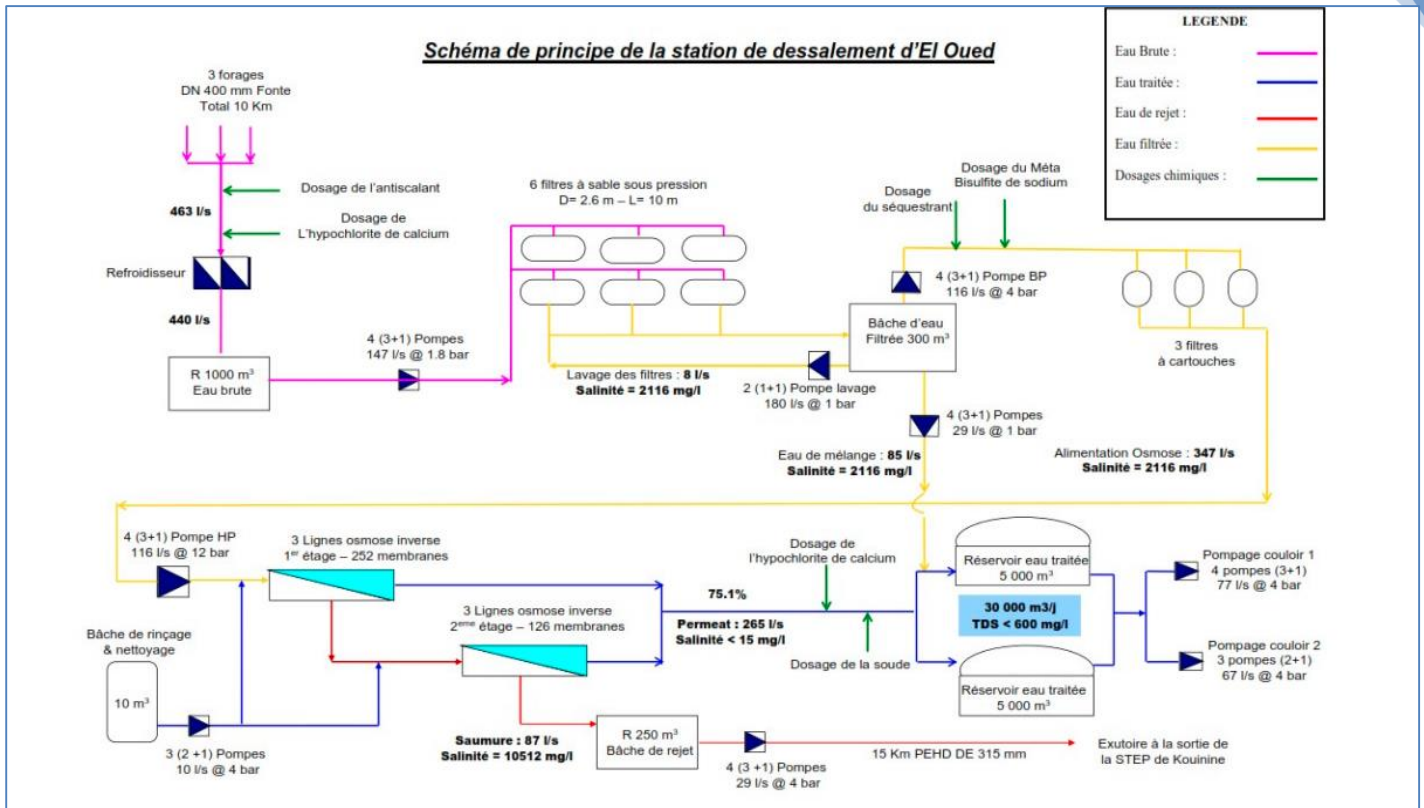 Schéma de principe de la station de dessalement d'El Oued
LEGENDE
Eau Brute :
Eau traitée :
Eau de rejet :
Eau filtrée :
Dosages chimiques :
3 forages
DN 400 mm Fonte
Total 10 Km
Dosage de l'antiscalant
463 l/s
Dosage de
L'hypochlorite de calcium
Refroidisseur
440 l/s
R 1000 m³
Eau brute
4 (3+1) Pompes
147 l/s @ 1.8 bar
6 filtres à sable sous pression
D= 2.6 m – L= 10 m
Lavage des filtres : 8 l/s
Salinité = 2116 mg/l
2 (1+1) Pompe lavage
180 l/s @ 1 bar
Bâche d'eau
Filtrée 300 m³
4 (3+1) Pompe BP
116 l/s @ 4 bar
Dosage
du séquestrant
Dosage du Méta
Bisulfite de sodium
3 filtres
à cartouches
4 (3+1) Pompes
29 l/s @ 1 bar
Eau de mélange : 85 l/s
Salinité = 2116 mg/l
Alimentation Osmose : 347 l/s
Salinité = 2116 mg/l
4 (3+1) Pompe HP
116 l/s @ 12 bar
3 Lignes osmose inverse
1er étage – 252 membranes
3 Lignes osmose inverse
2eme étage – 126 membranes
Bâche de rinçage
& nettoyage
10 m³
3 (2 +1) Pompes
10 l/s @ 4 bar
75.1%
Permeat : 265 l/s
Salinité < 15 mg/l
Dosage de
l'hypochlorite de calcium
Dosage de la soude
Réservoir eau traitée
5 000 m³
30 000 m3/j
TDS < 600 mg/l
Réservoir eau traitée
5 000 m³
Pompage couloir 1
4 pompes (3+1)
77 l/s @ 4 bar
Pompage couloir 2
3 pompes (2+1)
67 l/s @ 4 bar
Saumure : 87 l/s
Salinité = 10512 mg/l
R 250 m³
Bâche de rejet
4 (3 +1) Pompes
29 l/s @ 4 bar
15 Km PEHD DE 315 mm
Exutoire à la sortie de
la STEP de Kouinine